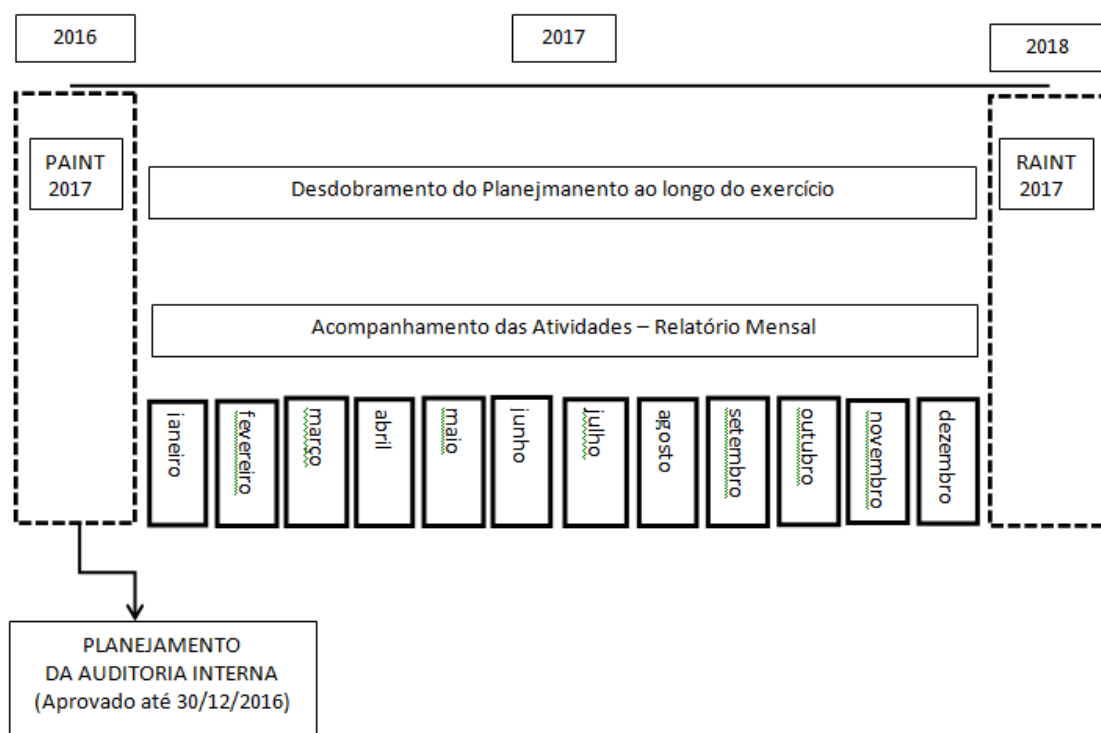 2016
2017
2018
PAINT
2017
RAINT
2017
Desdobramento do Planejmanento ao longo do exercício
Acompanhamento das Atividades – Relatório Mensal
janeiro
fevereiro
março
abril
maio
junho
julho
agosto
setembro
outubro
novembro
dezembro
PLANEJAMENTO
DA AUDITORIA INTERNA
(Aprovado até 30/12/2016)